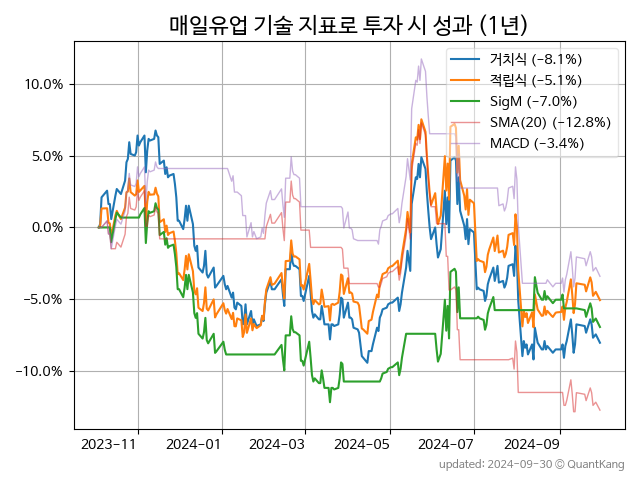 매일유업 기술 지표로 투자 시 성과 (1년)
거치식 (−8.1%)
적립식 (−5.1%)
SigM (−7.0%)
SMA(20) (−12.8%)
MACD (−3.4%)
10.0%
5.0%
0.0%
−5.0%
−10.0%
2023-11 2024-01 2024-03 2024-05 2024-07 2024-09
updated: 2024-09-30 © QuantKang